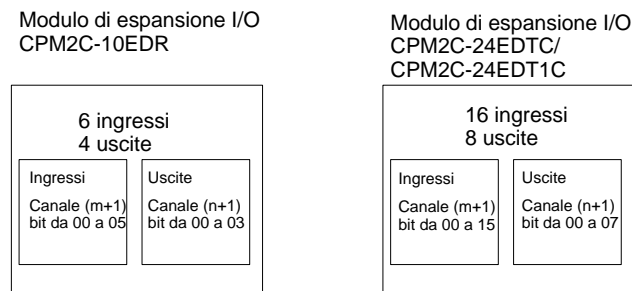 Modulo di espansione I/O
CPM2C-10EDR
6 ingressi
4 uscite
Ingressi
Canale (m+1)
bit da 00 a 05
Uscite
Canale (n+1)
bit da 00 a 03
Modulo di espansione I/O
CPM2C-24EDTC/
CPM2C-24EDT1C
16 ingressi
8 uscite
Ingressi
Canale (m+1)
bit da 00 a 15
Uscite
Canale (n+1)
bit da 00 a 07